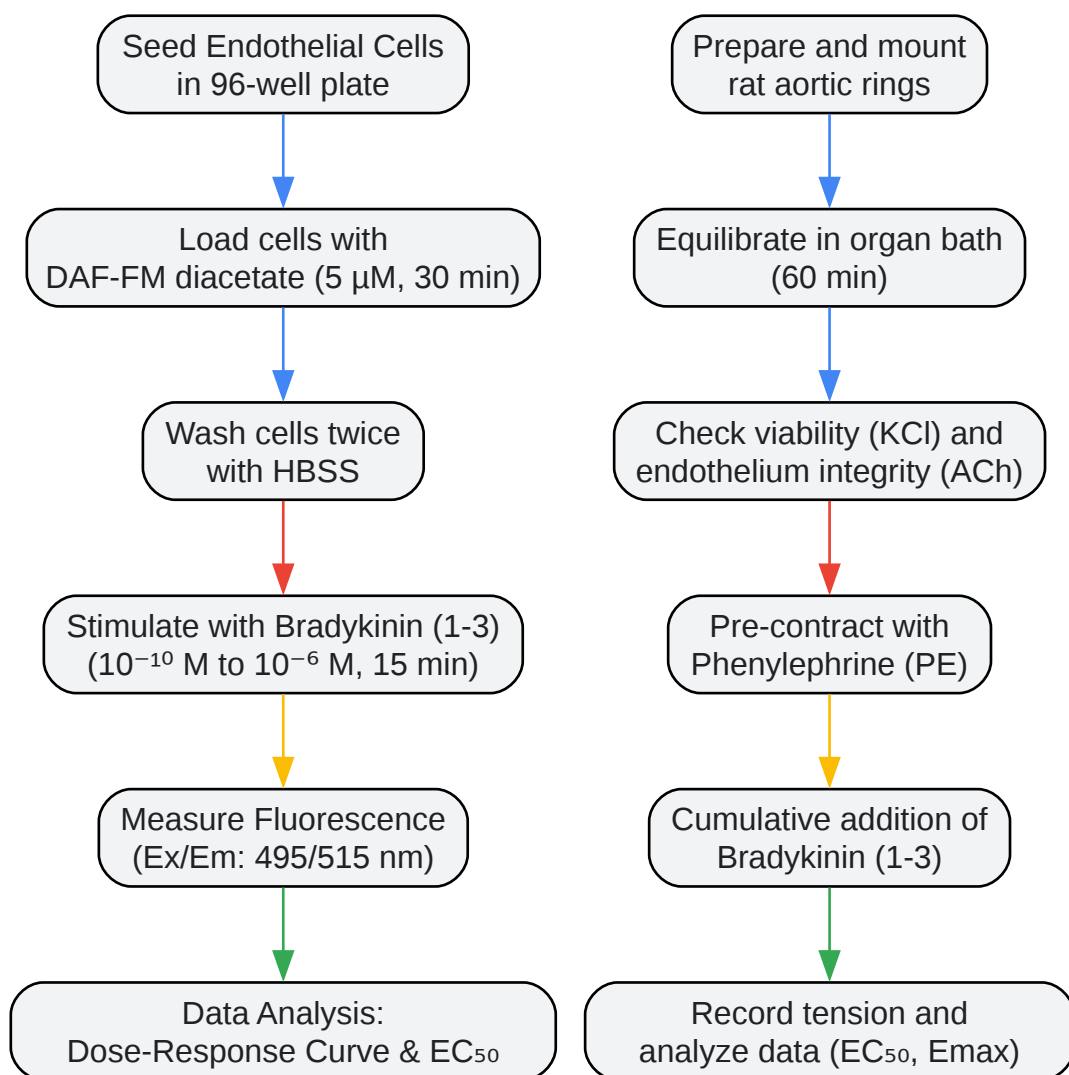 Seed Endothelial Cells
in 96-well plate
Load cells with
DAF-FM diacetate (5 µM, 30 min)
Wash cells twice
with HBSS
Stimulate with Bradykinin (1-3)
(10⁻¹⁰ M to 10⁻⁶ M, 15 min)
Measure Fluorescence
(Ex/Em: 495/515 nm)
Data Analysis:
Dose-Response Curve & EC₅₀
Prepare and mount
rat aortic rings
Equilibrate in organ bath
(60 min)
Check viability (KCl) and
endothelium integrity (ACh)
Pre-contract with
Phenylephrine (PE)
Cumulative addition of
Bradykinin (1-3)
Record tension and
analyze data (EC₅₀, Emax)